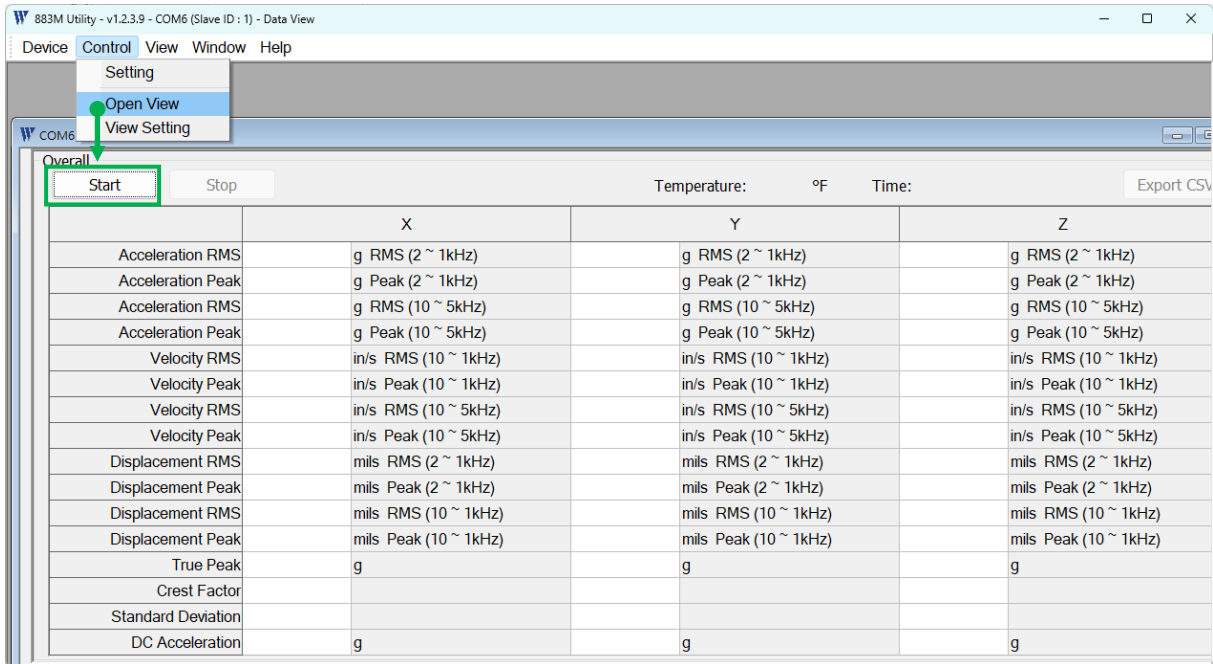 883M Utility - v1.2.3.9 - COM6 (Slave ID : 1) - Data View
Device Control View Window Help
Setting
Open View
View Setting
COM6
Overall
Start Stop Temperature: °F Time: Export CSV
X Y Z
Acceleration RMS g RMS (2 ~ 1kHz) g RMS (2 ~ 1kHz) g RMS (2 ~ 1kHz)
Acceleration Peak g Peak (2 ~ 1kHz) g Peak (2 ~ 1kHz) g Peak (2 ~ 1kHz)
Acceleration RMS g RMS (10 ~ 5kHz) g RMS (10 ~ 5kHz) g RMS (10 ~ 5kHz)
Acceleration Peak g Peak (10 ~ 5kHz) g Peak (10 ~ 5kHz) g Peak (10 ~ 5kHz)
Velocity RMS in/s RMS (10 ~ 1kHz) in/s RMS (10 ~ 1kHz) in/s RMS (10 ~ 1kHz)
Velocity Peak in/s Peak (10 ~ 1kHz) in/s Peak (10 ~ 1kHz) in/s Peak (10 ~ 1kHz)
Velocity RMS in/s RMS (10 ~ 5kHz) in/s RMS (10 ~ 5kHz) in/s RMS (10 ~ 5kHz)
Velocity Peak in/s Peak (10 ~ 5kHz) in/s Peak (10 ~ 5kHz) in/s Peak (10 ~ 5kHz)
Displacement RMS mils RMS (2 ~ 1kHz) mils RMS (2 ~ 1kHz) mils RMS (2 ~ 1kHz)
Displacement Peak mils Peak (2 ~ 1kHz) mils Peak (2 ~ 1kHz) mils Peak (2 ~ 1kHz)
Displacement RMS mils RMS (10 ~ 1kHz) mils RMS (10 ~ 1kHz) mils RMS (10 ~ 1kHz)
Displacement Peak mils Peak (10 ~ 1kHz) mils Peak (10 ~ 1kHz) mils Peak (10 ~ 1kHz)
True Peak g g g
Crest Factor
Standard Deviation
DC Acceleration g g g